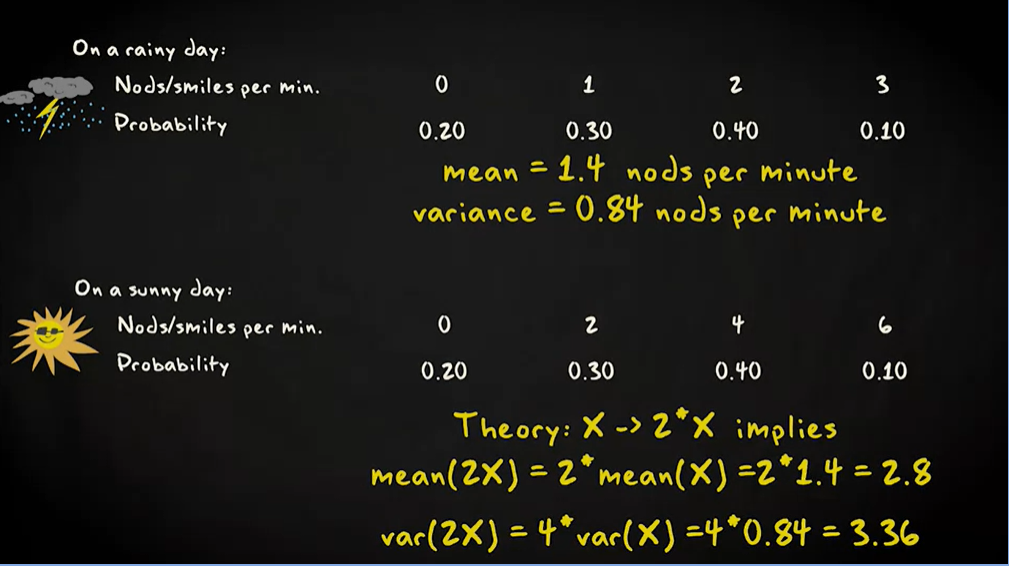 On a rainy day:
Nods/smiles per min. 0 1 2 3
Probability 0.20 0.30 0.40 0.10
mean = 1.4 nods per minute
variance = 0.84 nods per minute
On a sunny day:
Nods/smiles per min. 0 2 4 6
Probability 0.20 0.30 0.40 0.10
Theory: X -> 2*X implies
mean(2X) = 2*mean(X) =2*1.4 = 2.8
var(2X) = 4*var(X) =4*0.84 = 3.36